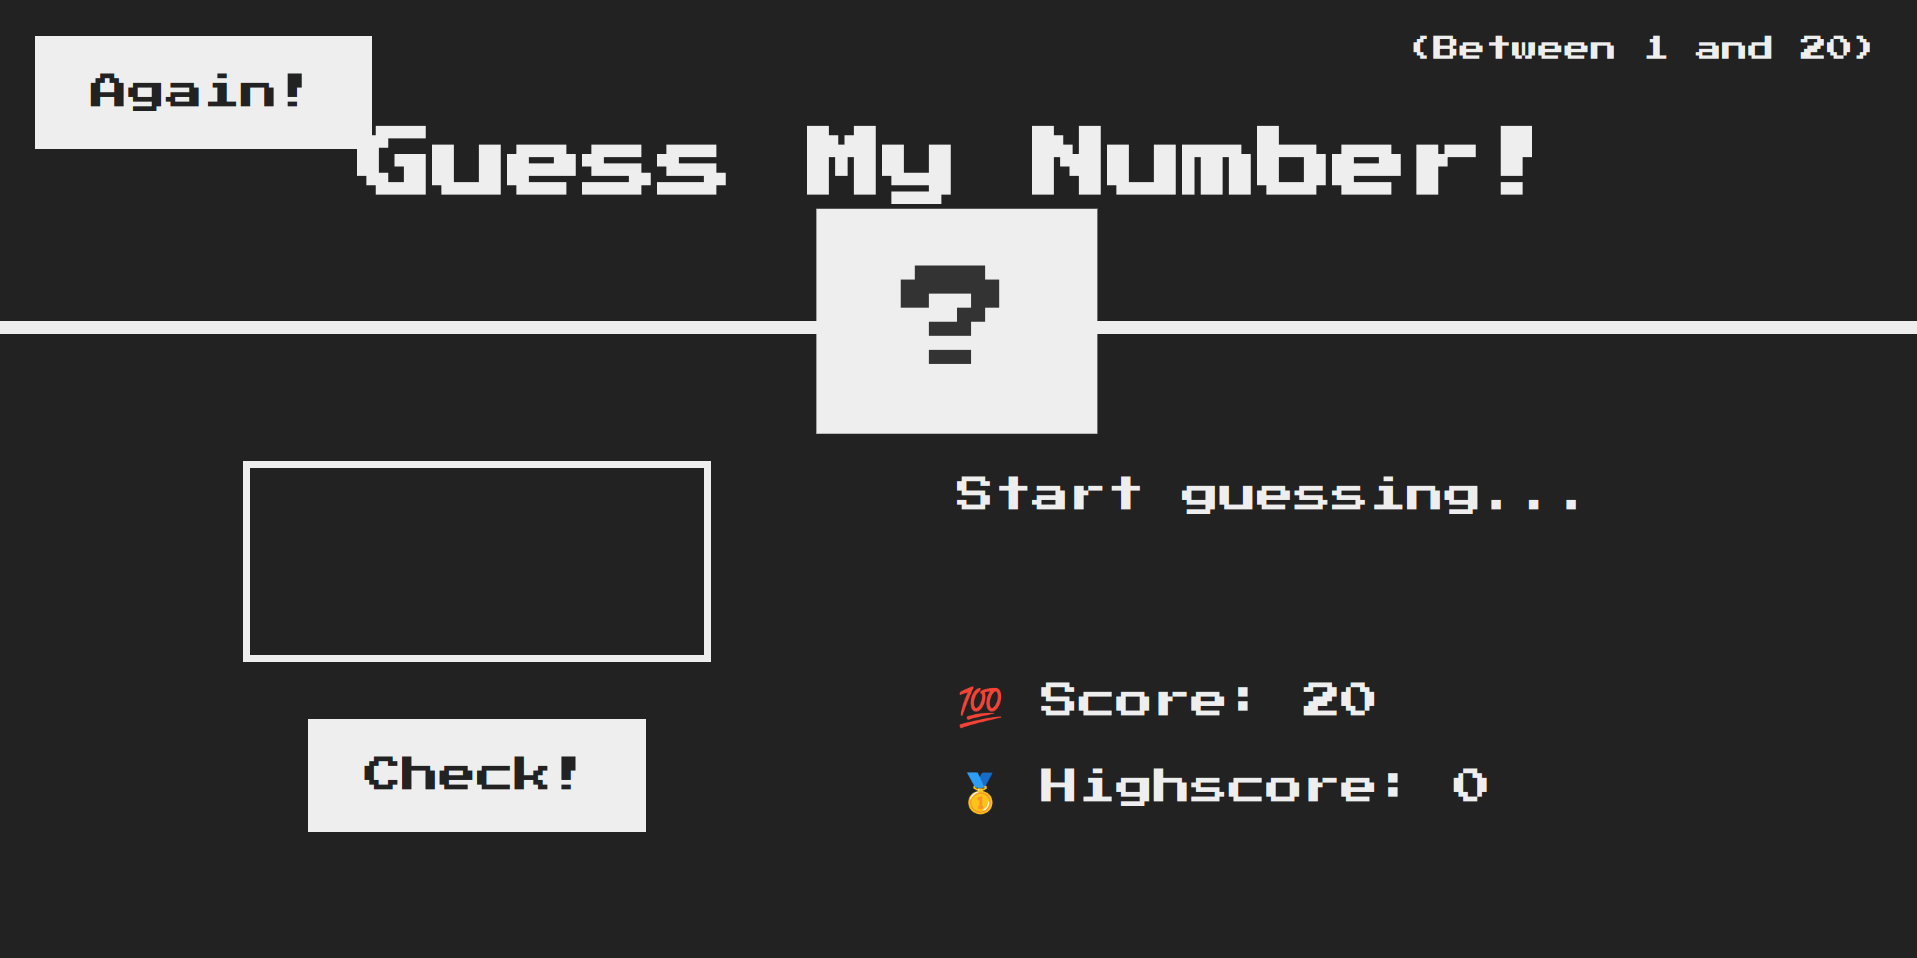 Again!
(Between 1 and 20)
Guess My Number!
?
Start guessing...
💯 Score: 20
🥇 Highscore: 0
Check!